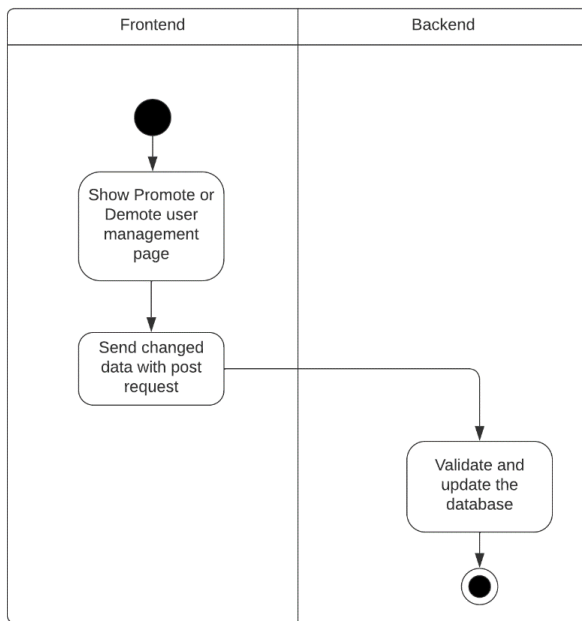 Frontend
Backend
Show Promote or
Demote user
management
page
Send changed
data with post
request
Validate and
update the
database